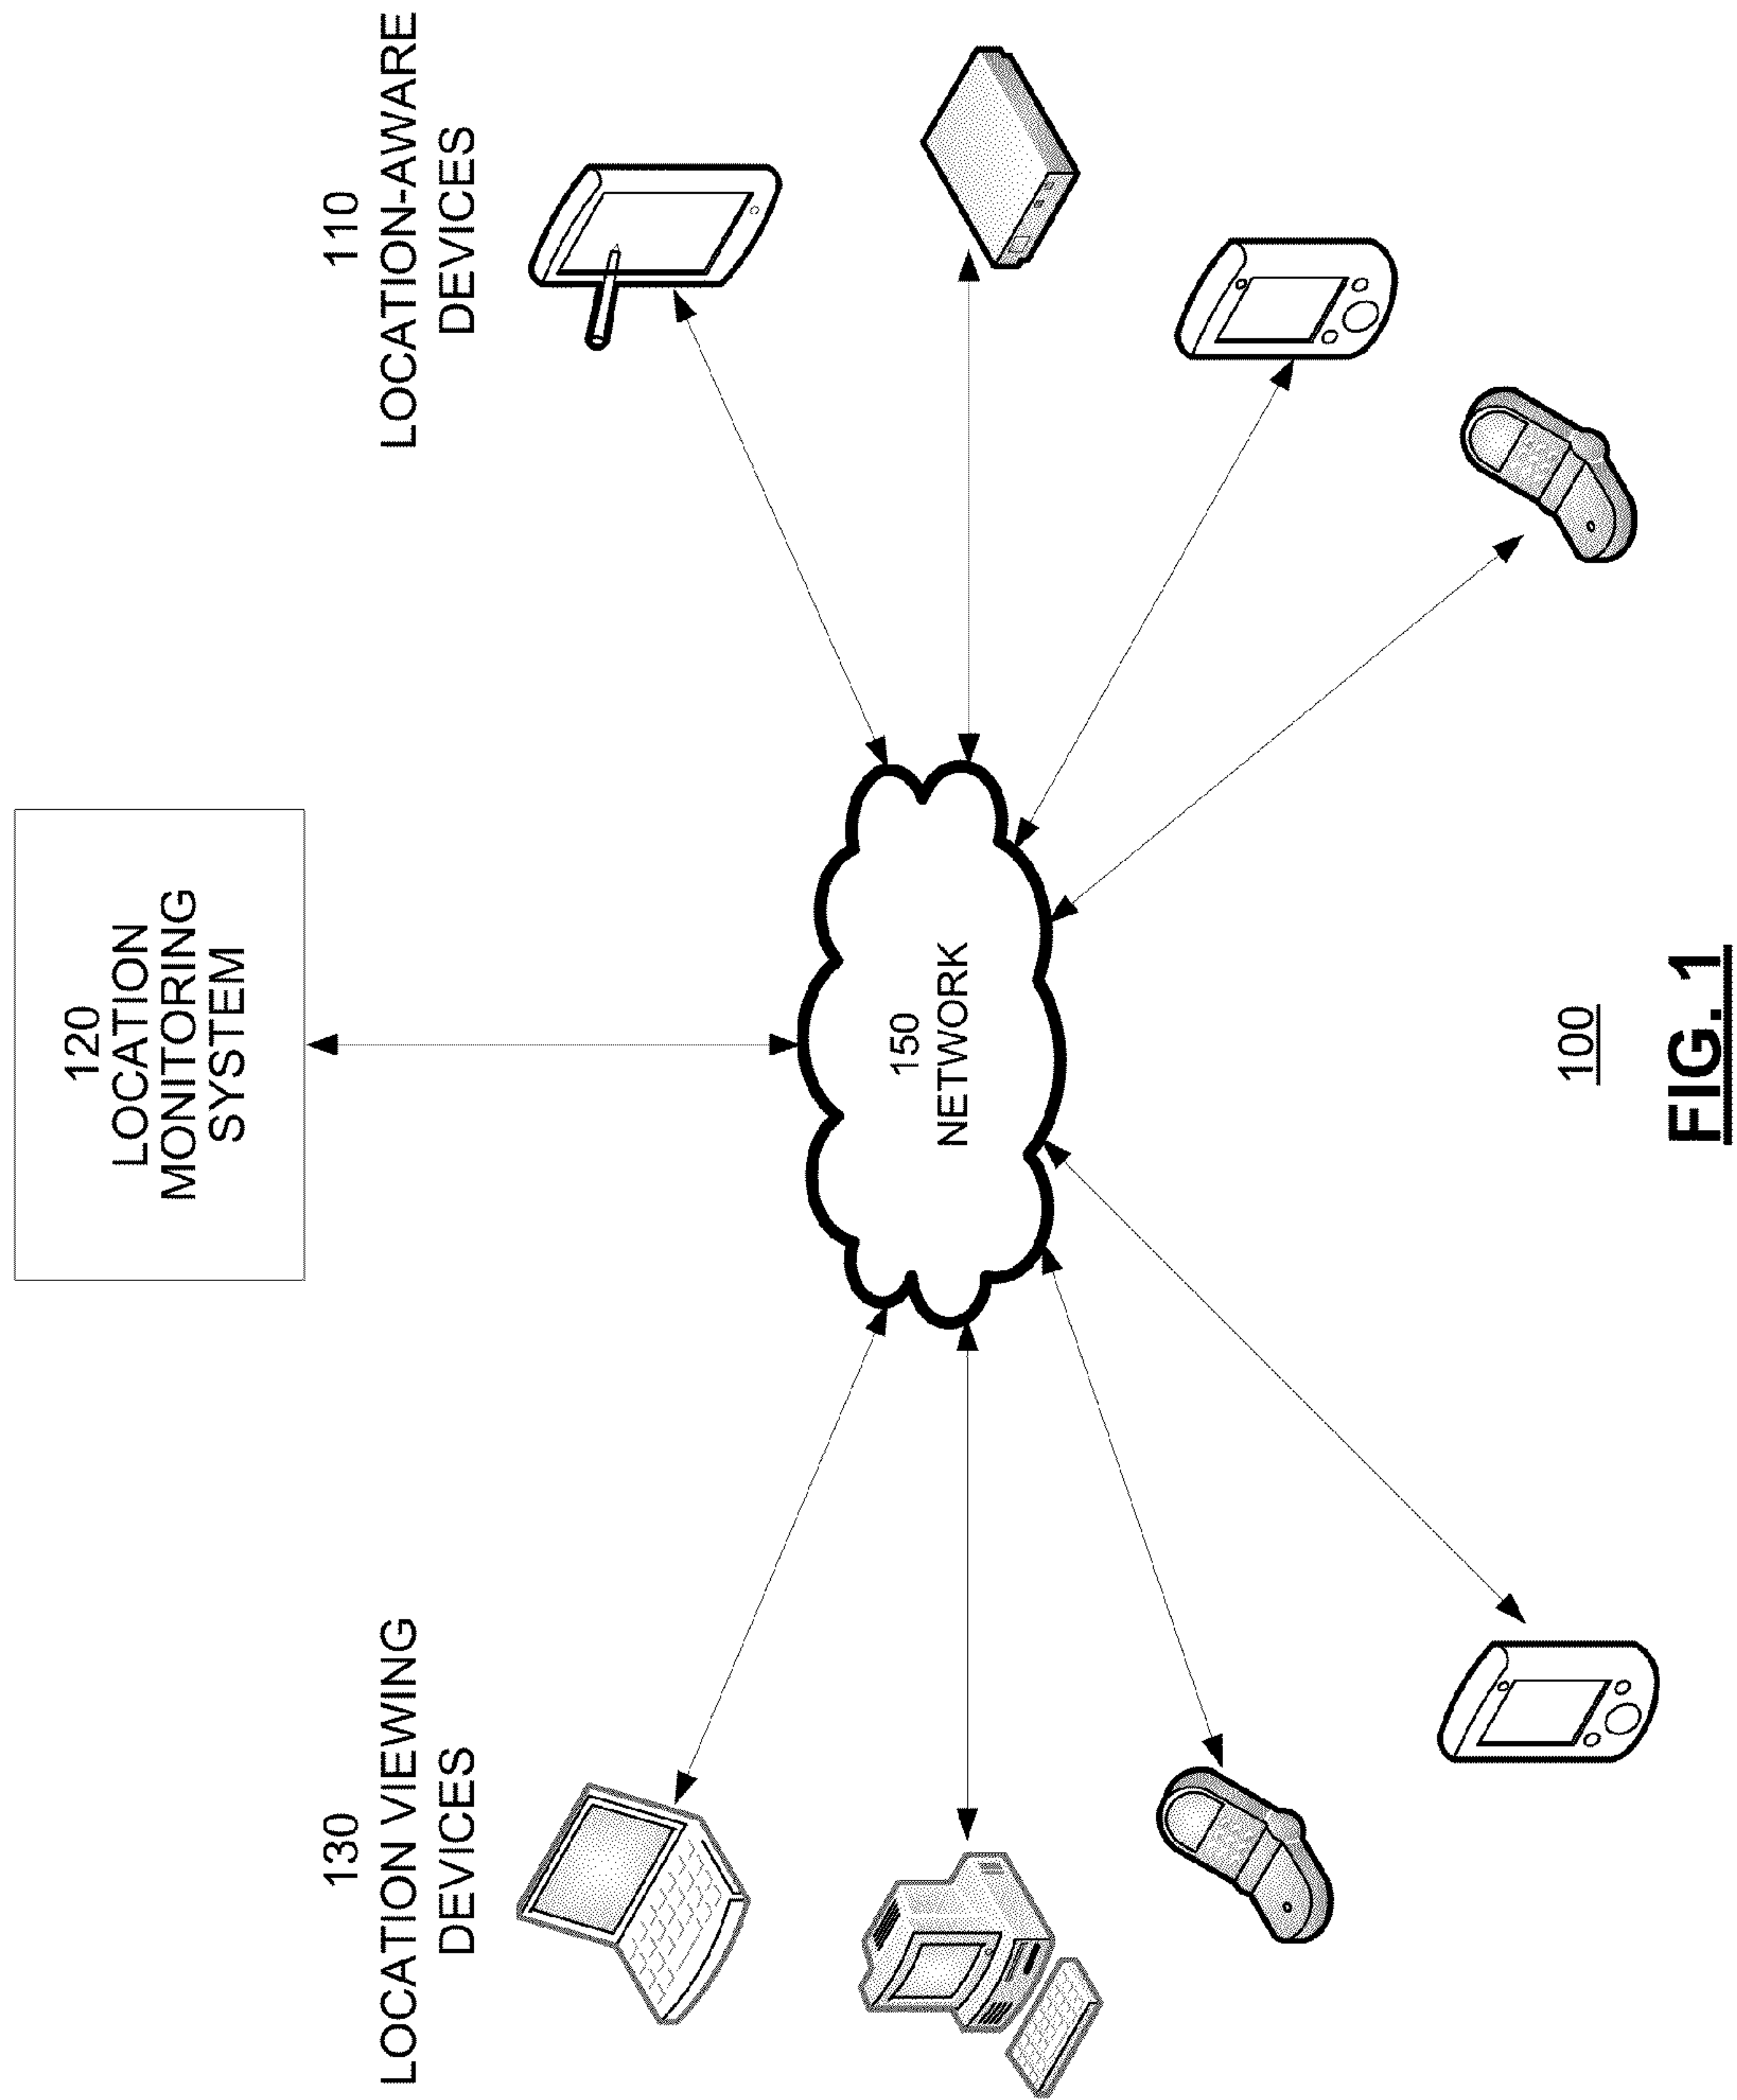 120
LOCATION
MONITORING
SYSTEM
130
LOCATION VIEWING
DEVICES
110
LOCATION-AWARE
DEVICES
150
NETWORK
100
FIG. 1